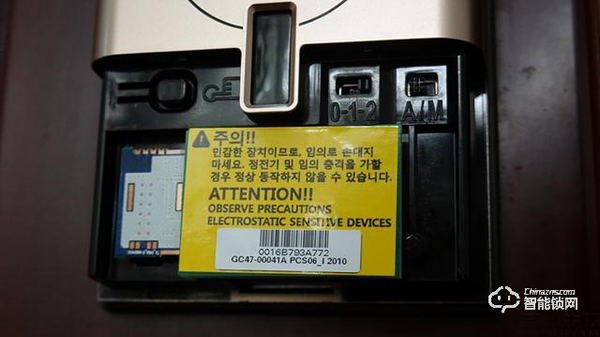 0-1-2 A/M
주의!!
민감한 장치이므로, 임의로 손대지
마세요. 정전기 및 임의 충격을 가할
경우 정상 동작하지 않을 수 있습니다.
ATTENTION!!
OBSERVE PRECAUTIONS
ELECTROSTATIC SENSITIVE DEVICES
0016B793A772
GC47-00041A PCS06_I 2010
Chinaznms.com
智能锁网